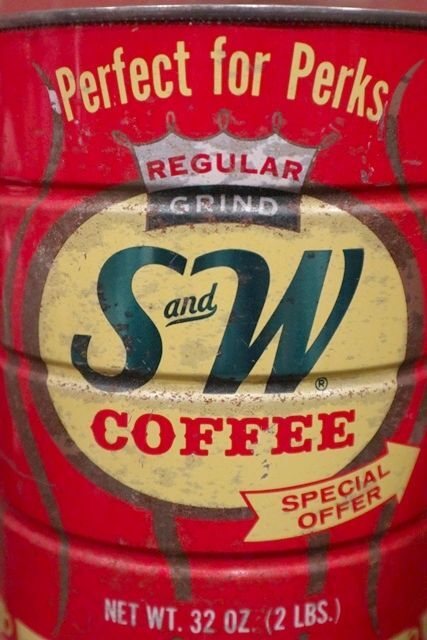 Perfect for Perks
REGULAR
GRIND
S and W
®
COFFEE
SPECIAL
OFFER
NET WT. 32 OZ. (2 LBS.)